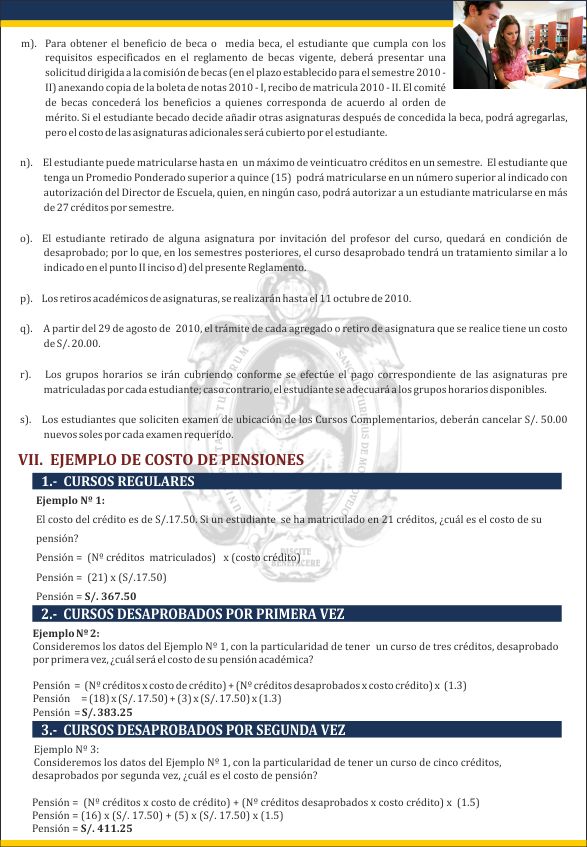 m). Para obtener el beneficio de beca o media beca, el estudiante que cumpla con los
requisitos especificados en el reglamento de becas vigente, deberá presentar una
solicitud dirigida a la comisión de becas (en el plazo establecido para el semestre 2010 -
II) anexando copia de la boleta de notas 2010 - I, recibo de matricula 2010 - II. El comité
de becas concederá los beneficios a quienes corresponda de acuerdo al orden de
mérito. Si el estudiante becado decide añadir otras asignaturas después de concedida la beca, podrá agregarlas,
pero el costo de las asignaturas adicionales será cubierto por el estudiante.
n). El estudiante puede matricularse hasta en un máximo de veinticuatro créditos en un semestre. El estudiante que
tenga un Promedio Ponderado superior a quince (15) podrá matricularse en un número superior al indicado con
autorización del Director de Escuela, quien, en ningún caso, podrá autorizar a un estudiante matricularse en más
de 27 créditos por semestre.
o). El estudiante retirado de alguna asignatura por invitación del profesor del curso, quedará en condición de
desaprobado; por lo que, en los semestres posteriores, el curso desaprobado tendrá un tratamiento similar a lo
indicado en el punto II inciso d) del presente Reglamento.
p). Los retiros académicos de asignaturas, se realizarán hasta el 11 octubre de 2010.
q). A partir del 29 de agosto de 2010, el trámite de cada agregado o retiro de asignatura que se realice tiene un costo
de S/. 20.00.
r). Los grupos horarios se irán cubriendo conforme se efectúe el pago correspondiente de las asignaturas pre
matriculadas por cada estudiante; caso contrario, el estudiante se adecuará a los grupos horarios disponibles.
s). Los estudiantes que soliciten examen de ubicación de los Cursos Complementarios, deberán cancelar S/. 50.00
nuevos soles por cada examen requerido.
VII. EJEMPLO DE COSTO DE PENSIONES
1.- CURSOS REGULARES
Ejemplo Nº 1:
El costo del crédito es de S/.17.50. Si un estudiante se ha matriculado en 21 créditos, ¿cuál es el costo de su
pensión?
Pensión = (Nº créditos matriculados) x (costo crédito)
Pensión = (21) x (S/.17.50)
Pensión = S/. 367.50
DISCITE
BENEFACERE
2.- CURSOS DESAPROBADOS POR PRIMERA VEZ
Ejemplo Nº 2:
Consideremos los datos del Ejemplo Nº 1, con la particularidad de tener un curso de tres créditos, desaprobado
por primera vez, ¿cuál será el costo de su pensión académica?
Pensión = (Nº créditos x costo de crédito) + (Nº créditos desaprobados x costo crédito) x (1.3)
Pensión = (18) x (S/. 17.50) + (3) x (S/. 17.50) x (1.3)
Pensión = S/. 383.25
3.- CURSOS DESAPROBADOS POR SEGUNDA VEZ
Ejemplo Nº 3:
Consideremos los datos del Ejemplo Nº 1, con la particularidad de tener un curso de cinco créditos,
desaprobados por segunda vez, ¿cuál es el costo de pensión?
Pensión = (Nº créditos x costo de crédito) + (Nº créditos desaprobados x costo crédito) x (1.5)
Pensión = (16) x (S/. 17.50) + (5) x (S/. 17.50) x (1.5)
Pensión = S/. 411.25